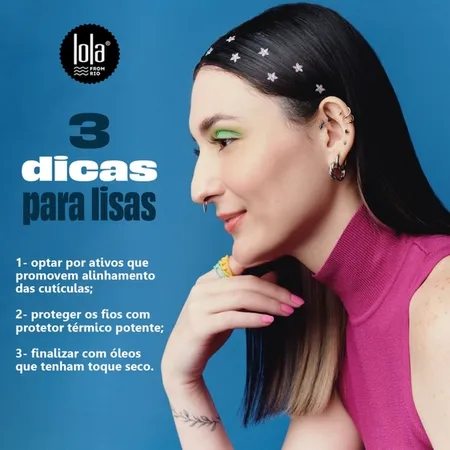 lola®
FROM
RIO
3
dicas
para lisas
1- optar por ativos que
promovem alinhamento
das cutículas;
2- proteger os fios com
protetor térmico potente;
3- finalizar com óleos
que tenham toque seco.